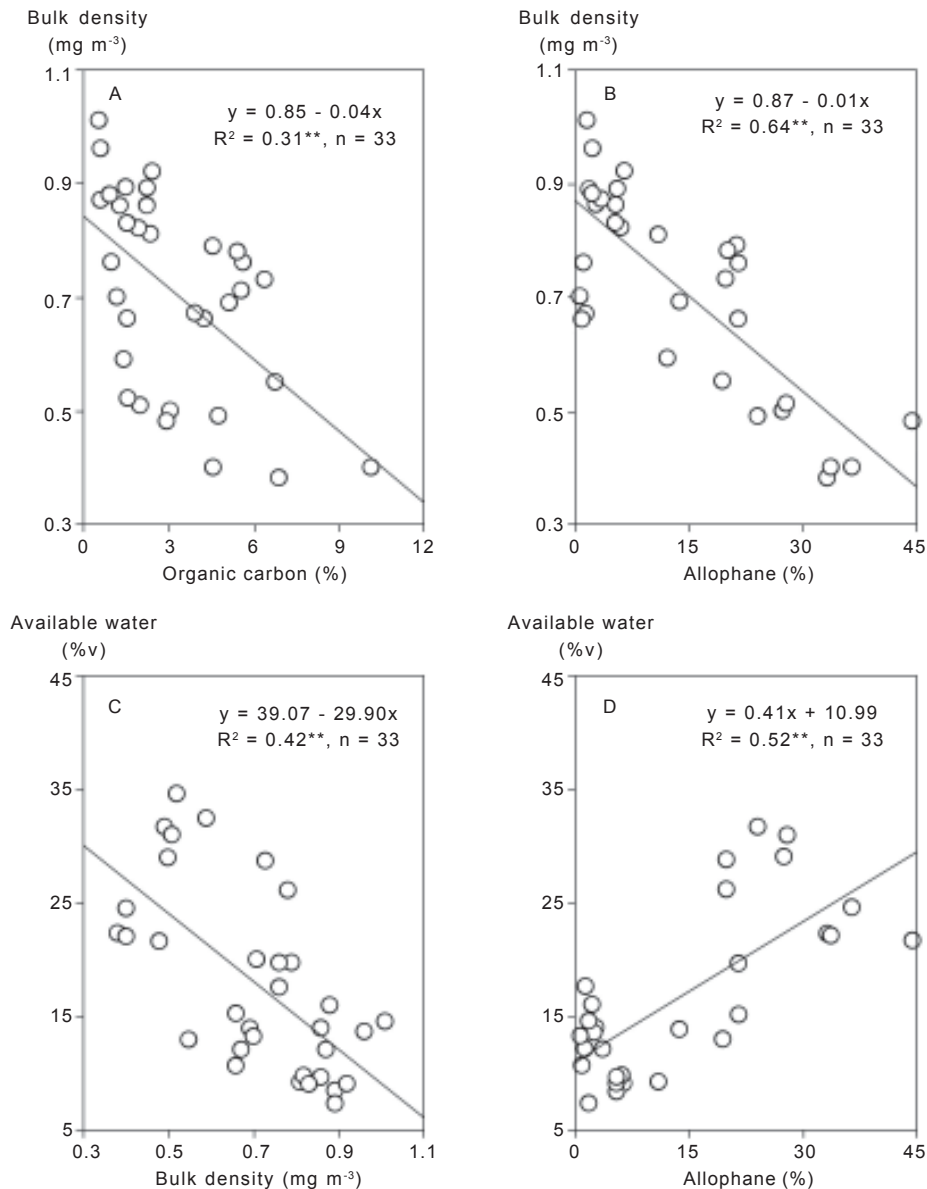 Bulk density
(mg m⁻³)
1.1
0.9
0.7
0.5
0.3
A
y = 0.85 - 0.04x
R² = 0.31**, n = 33
0
3
6
9
12
Organic carbon (%)
Bulk density
(mg m⁻³)
1.1
0.9
0.7
0.5
0.3
B
y = 0.87 - 0.01x
R² = 0.64**, n = 33
0
15
30
45
Allophane (%)
Available water
(%v)
45
35
25
15
5
C
y = 39.07 - 29.90x
R² = 0.42**, n = 33
0.3
0.5
0.7
0.9
1.1
Bulk density (mg m⁻³)
Available water
(%v)
45
35
25
15
5
D
y = 0.41x + 10.99
R² = 0.52**, n = 33
0
15
30
45
Allophane (%)